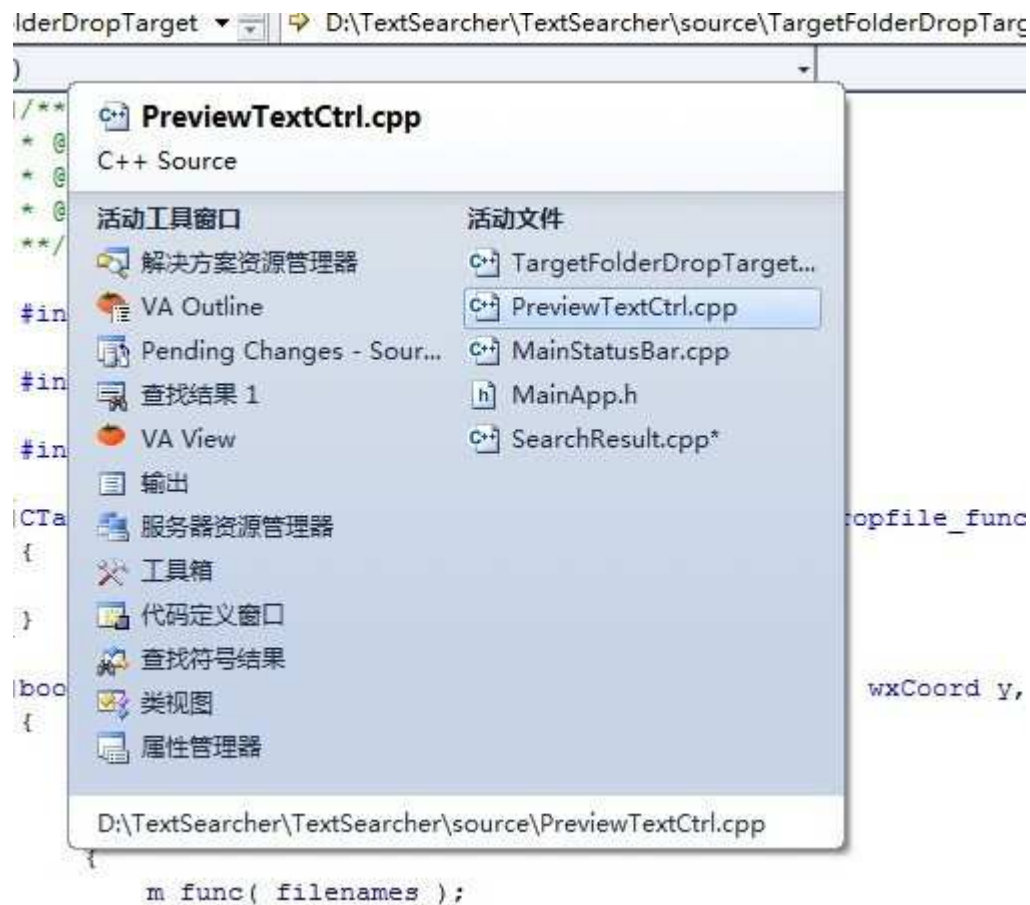 lderDropTarget D:\TextSearcher\TextSearcher\source\TargetFolderDropTarg
)
/**
* @
* @
* @
**/
#in
#in
#in
CTa
{
}
boo
{
PreviewTextCtrl.cpp
C++ Source
活动工具窗口
解决方案资源管理器
VA Outline
Pending Changes - Sour...
查找结果 1
VA View
输出
服务器资源管理器
工具箱
代码定义窗口
查找符号结果
类视图
属性管理器
活动文件
TargetFolderDropTarget...
PreviewTextCtrl.cpp
MainStatusBar.cpp
MainApp.h
SearchResult.cpp*
D:\TextSearcher\TextSearcher\source\PreviewTextCtrl.cpp
opfile_func
wxCoord y,
{
m_func( filenames );